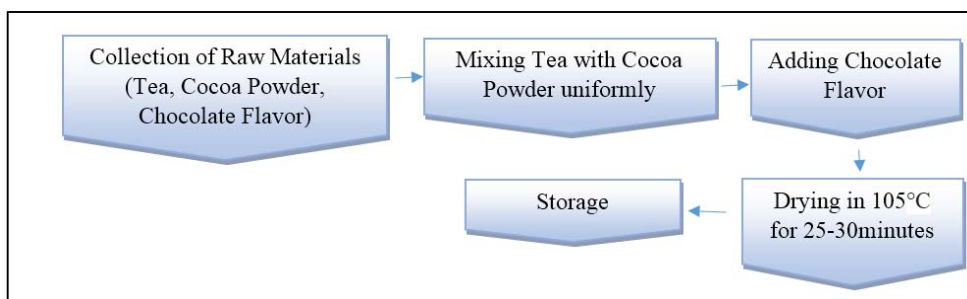 Collection of Raw Materials
(Tea, Cocoa Powder,
Chocolate Flavor)
Mixing Tea with Cocoa
Powder uniformly
Adding Chocolate
Flavor
Drying in 105°C
for 25-30minutes
Storage